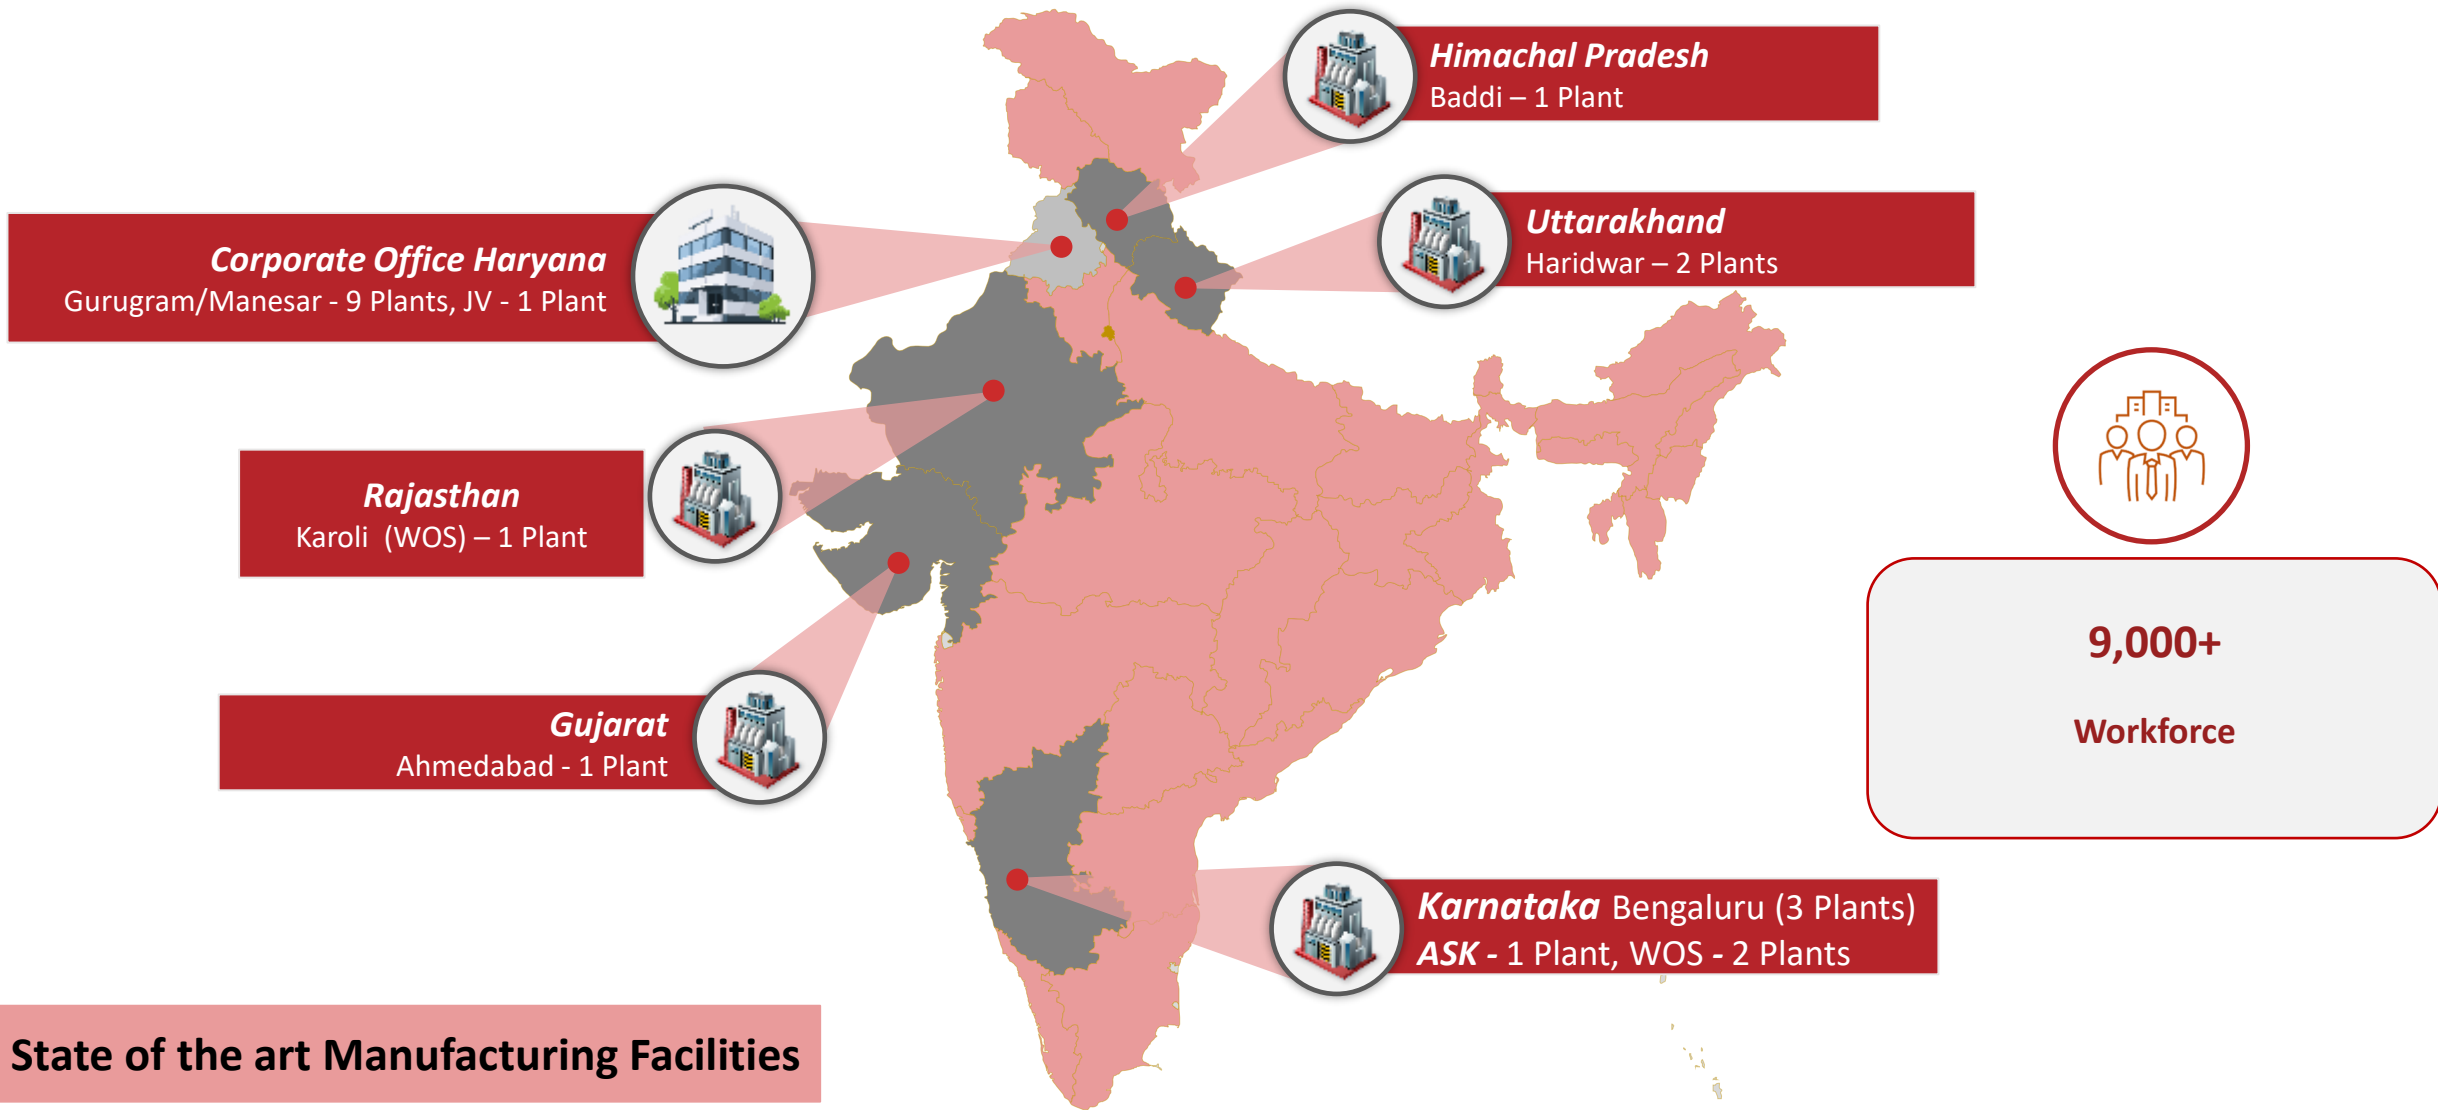 Himachal Pradesh
Baddi – 1 Plant
Uttarakhand
Haridwar – 2 Plants
Corporate Office Haryana
Gurugram/Manesar - 9 Plants, JV - 1 Plant
Rajasthan
Karoli (WOS) – 1 Plant
Gujarat
Ahmedabad - 1 Plant
9,000+
Workforce
Karnataka Bengaluru (3 Plants)
ASK - 1 Plant, WOS - 2 Plants
State of the art Manufacturing Facilities